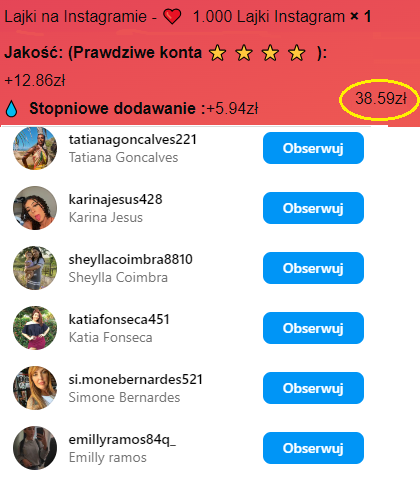 Lajki na Instagramie - ❤️ 1.000 Lajki Instagram × 1
Jakość: (Prawdziwe konta ⭐ ⭐ ⭐ ⭐ ):
+12.86zł
38.59zł
💧 Stopniowe dodawanie :+5.94zł
tatianagoncalves221
Tatiana Goncalves
Obserwuj
karinajesus428
Karina Jesus
Obserwuj
sheyllacoimbra8810
Sheylla Coimbra
Obserwuj
katiafonseca451
Katia Fonseca
Obserwuj
si.monebernardes521
Simone Bernardes
Obserwuj
emillyramos84q_
Emilly ramos
Obserwuj